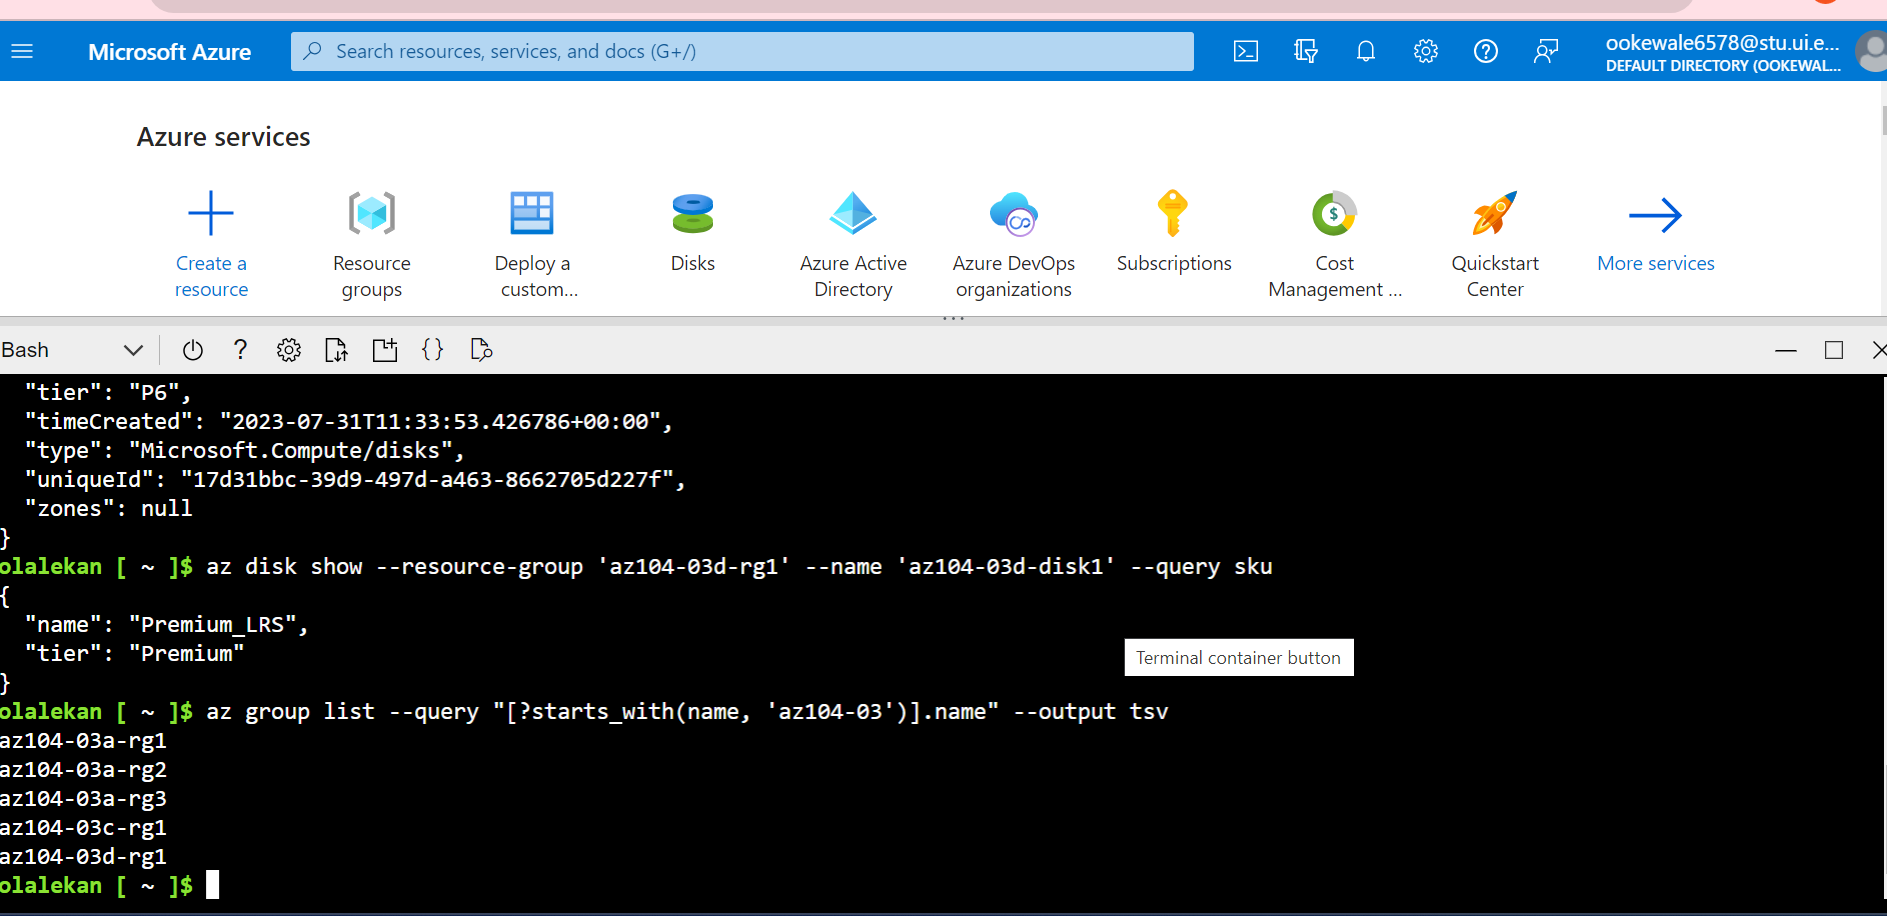 Microsoft Azure
Search resources, services, and docs (G+/)
ookewale6578@stu.ui.e...
DEFAULT DIRECTORY (OOKEWAL...
Azure services
Create a
resource
Resource
groups
Deploy a
custom...
Disks
Azure Active
Directory
Azure DevOps
organizations
Subscriptions
Cost
Management ...
Quickstart
Center
More services
Bash
"tier": "P6",
"timeCreated": "2023-07-31T11:33:53.426786+00:00",
"type": "Microsoft.Compute/disks",
"uniqueId": "17d31bbc-39d9-497d-a463-8662705d227f",
"zones": null
}
olalekan [ ~ ]$ az disk show --resource-group 'az104-03d-rg1' --name 'az104-03d-disk1' --query sku
{
"name": "Premium_LRS",
"tier": "Premium"
Terminal container button
}
olalekan [ ~ ]$ az group list --query "[?starts_with(name, 'az104-03')].name" --output tsv
az104-03a-rg1
az104-03a-rg2
az104-03a-rg3
az104-03c-rg1
az104-03d-rg1
olalekan [ ~ ]$